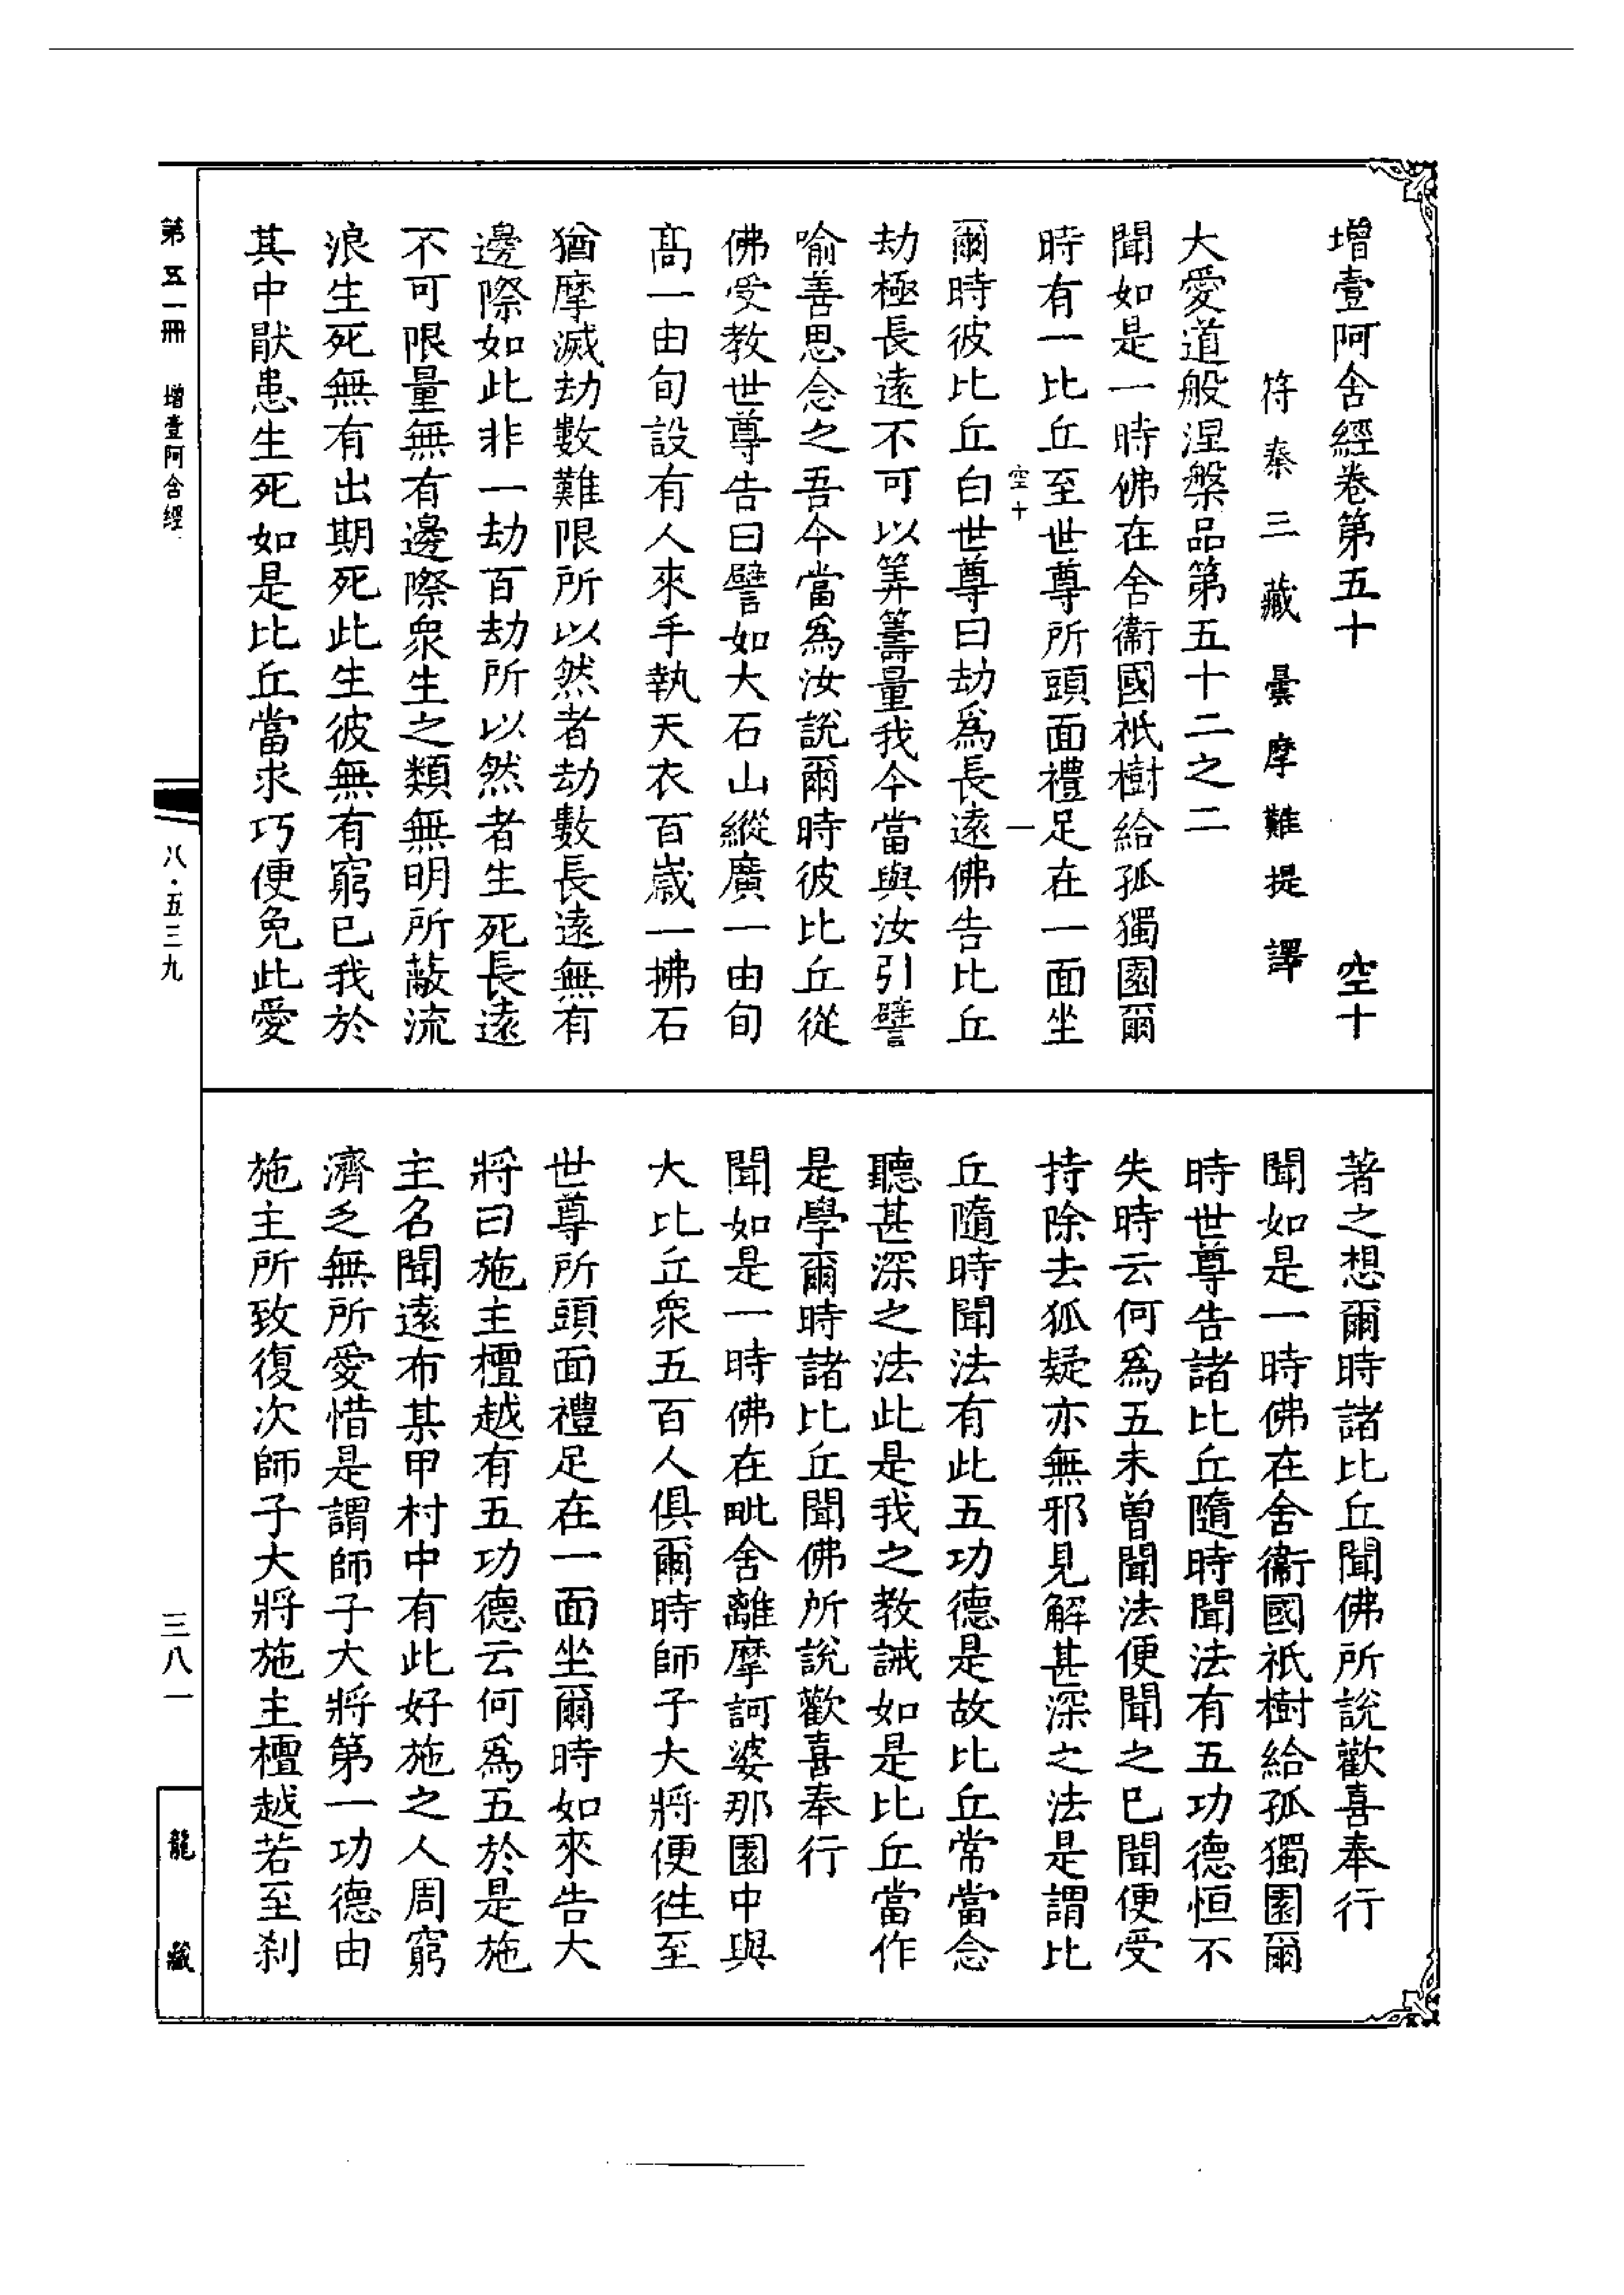 增壹阿含經卷第五十 空十
符秦三藏曇摩難提譯
大愛道般涅槃品第五十二之二
聞如是一時佛在舍衞國祇樹給孤獨園爾
時有一比丘至世尊所頭面禮足在一面坐
空十 一
爾時彼比丘白世尊曰劫爲長遠佛告比丘
劫極長遠不可以筭籌量我今當與汝引譬
喻善思念之吾今當爲汝說爾時彼比丘從
佛受教世尊告曰譬如大石山縱廣一由旬
高一由旬設有人來手執天衣百歲一拂石
猶摩滅劫數難限所以然者劫數長遠無有
邊際如此非一劫百劫所以然者生死長遠
不可限量無有邊際衆生之類無明所蔽流
浪生死無有出期死此生彼無有窮已我於
其中猒患生死如是比丘當求巧便免此愛
著之想爾時諸比丘聞佛所說歡喜奉行
聞如是一時佛在舍衞國祇樹給孤獨園爾
時世尊告諸比丘隨時聞法有五功德恒不
失時云何爲五未曾聞法便聞之已聞便受
持除去狐疑亦無邪見解甚深之法是謂比
丘隨時聞法有此五功德是故比丘常當念
聽甚深之法此是我之教誡如是比丘當作
是學爾時諸比丘聞佛所說歡喜奉行
聞如是一時佛在毗舍離摩訶婆那園中與
大比丘衆五百人俱爾時師子大將便往至
世尊所頭面禮足在一面坐爾時如來告大
將曰施主檀越有五功德云何爲五於是施
主名聞遠布某甲村中有此好施之人周窮
濟乏無所愛惜是謂師子大將第一功德由
施主所致復次師子大將施主檀越若至刹
第五一冊 增壹阿含經
八·五三九
三八一
龍藏